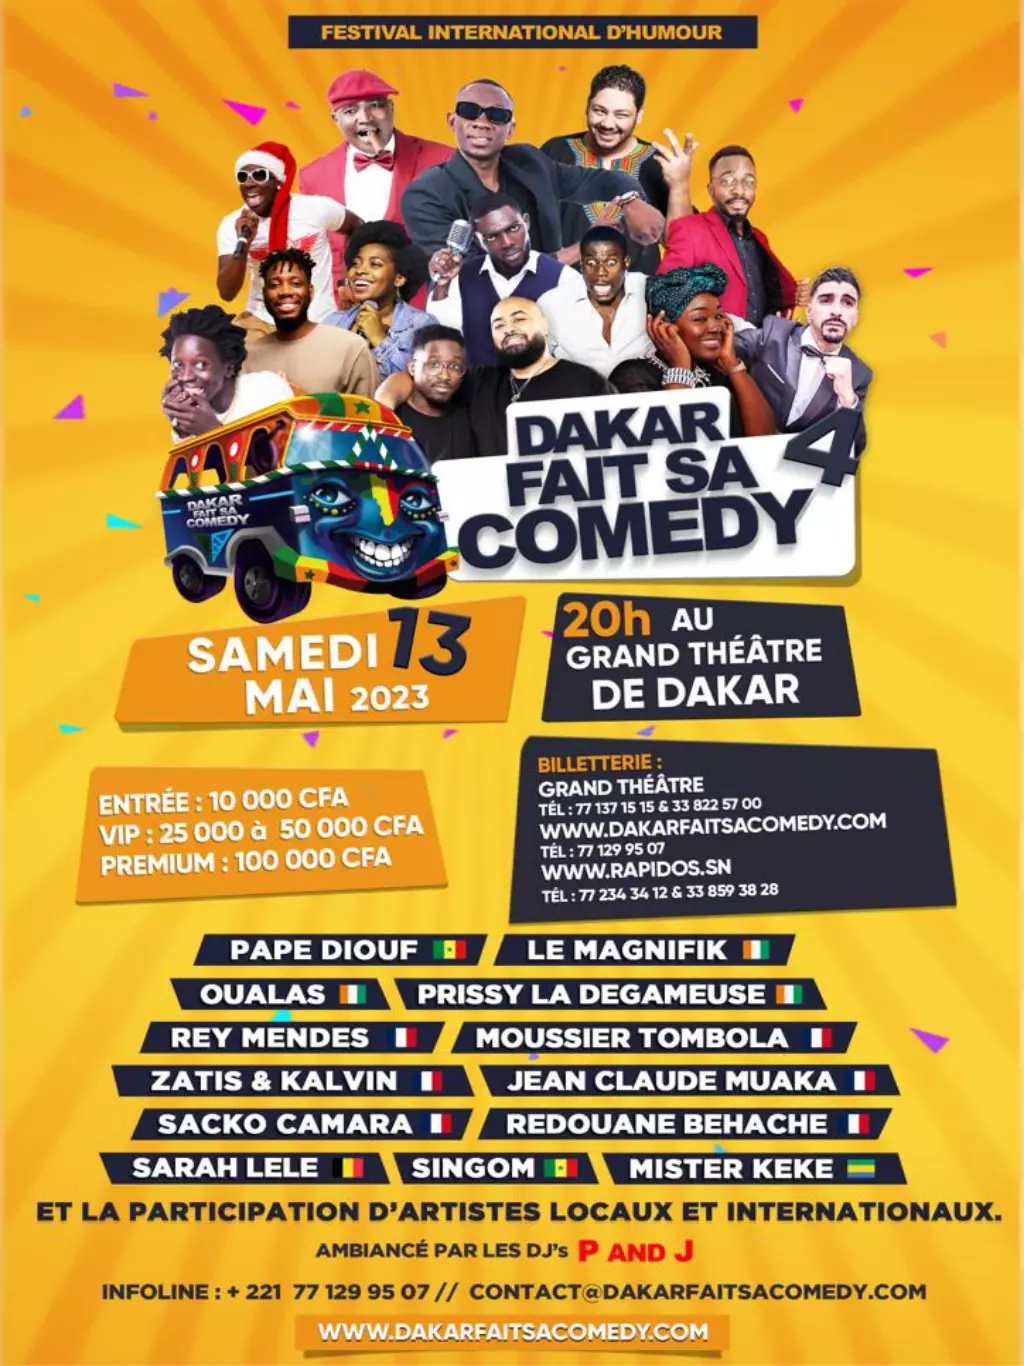 FESTIVAL INTERNATIONAL D'HUMOUR
DAKAR
FAIT SA
COMEDY 4
DAKAR
FAIT SA
COMEDY
SAMEDI 13
MAI 2023
20h AU
GRAND THÉÂTRE
DE DAKAR
ENTRÉE : 10 000 CFA
VIP : 25 000 à 50 000 CFA
PREMIUM : 100 000 CFA
BILLETTERIE :
GRAND THÉÂTRE
TÉL : 77 137 15 15 & 33 822 57 00
WWW.DAKARFAITSACOMEDY.COM
TÉL : 77 129 95 07
WWW.RAPIDOS.SN
TÉL : 77 234 34 12 & 33 859 38 28
PAPE DIOUF
LE MAGNIFIK
OUALAS
PRISSY LA DEGAMEUSE
REY MENDES
MOUSSIER TOMBOLA
ZATIS & KALVIN
JEAN CLAUDE MUAKA
SACKO CAMARA
REDOUANE BEHACHE
SARAH LELE
SINGOM
MISTER KEKE
ET LA PARTICIPATION D'ARTISTES LOCAUX ET INTERNATIONAUX.
AMBIANCÉ PAR LES DJ's P AND J
INFOLINE : + 221 77 129 95 07 // CONTACT@DAKARFAITSACOMEDY.COM
WWW.DAKARFAITSACOMEDY.COM